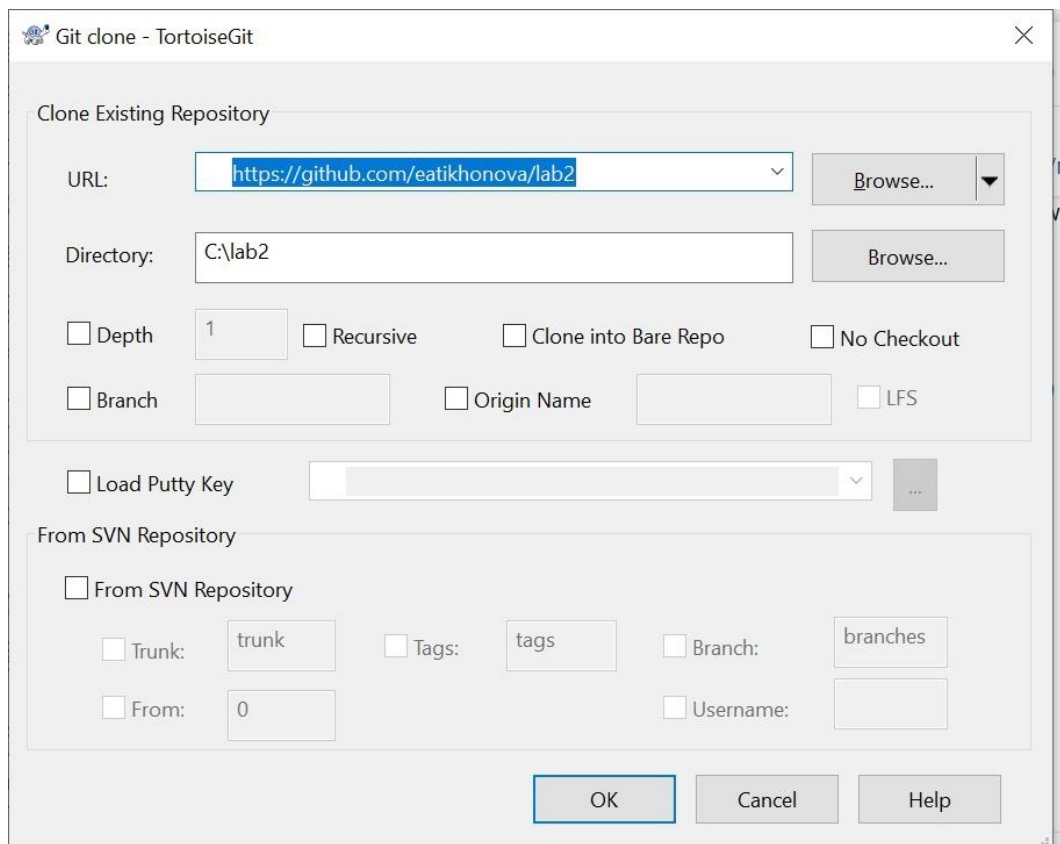 Git clone - TortoiseGit
Clone Existing Repository
URL: https://github.com/eatikhonova/lab2 Browse...
Directory: C:\lab2 Browse...
Depth 1 Recursive Clone into Bare Repo No Checkout
Branch Origin Name LFS
Load Putty Key ...
From SVN Repository
From SVN Repository
Trunk: trunk Tags: tags Branch: branches
From: 0 Username:
OK Cancel Help